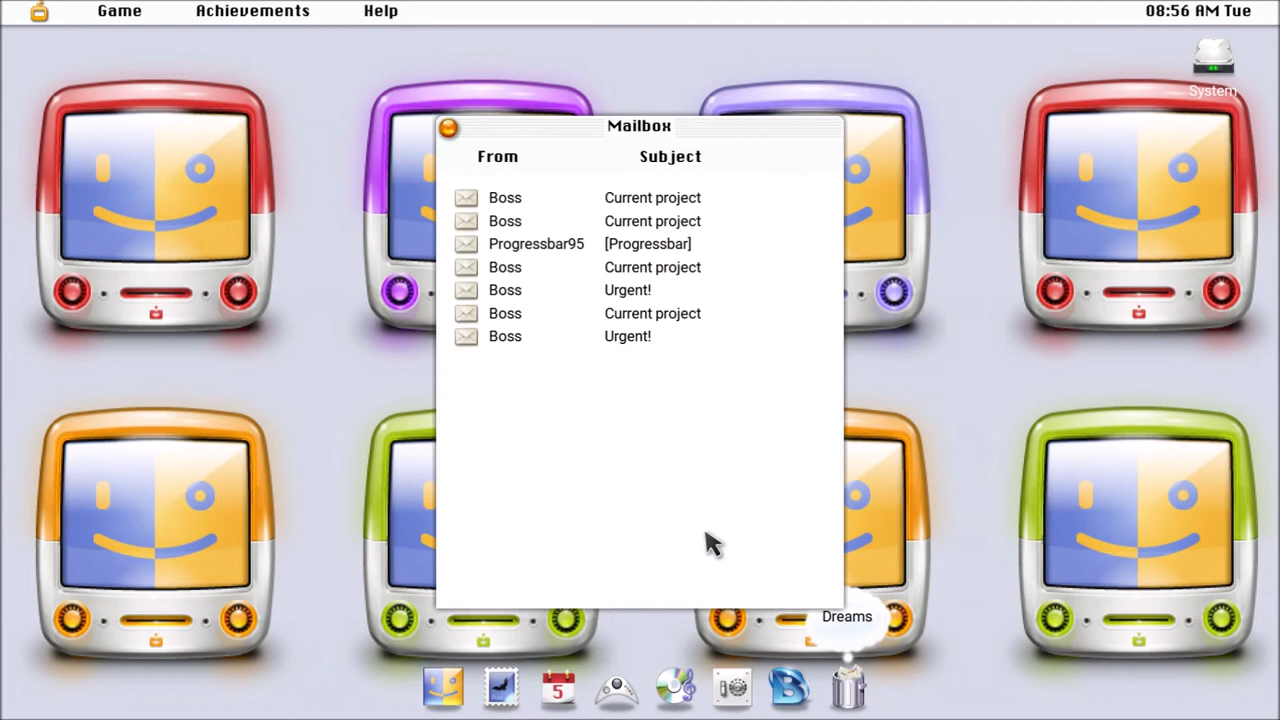 Game Achievements Help 08:56 AM Tue
System
Mailbox
From Subject
Boss Current project
Boss Current project
Progressbar95 [Progressbar]
Boss Current project
Boss Urgent!
Boss Current project
Boss Urgent!
Dreams
5